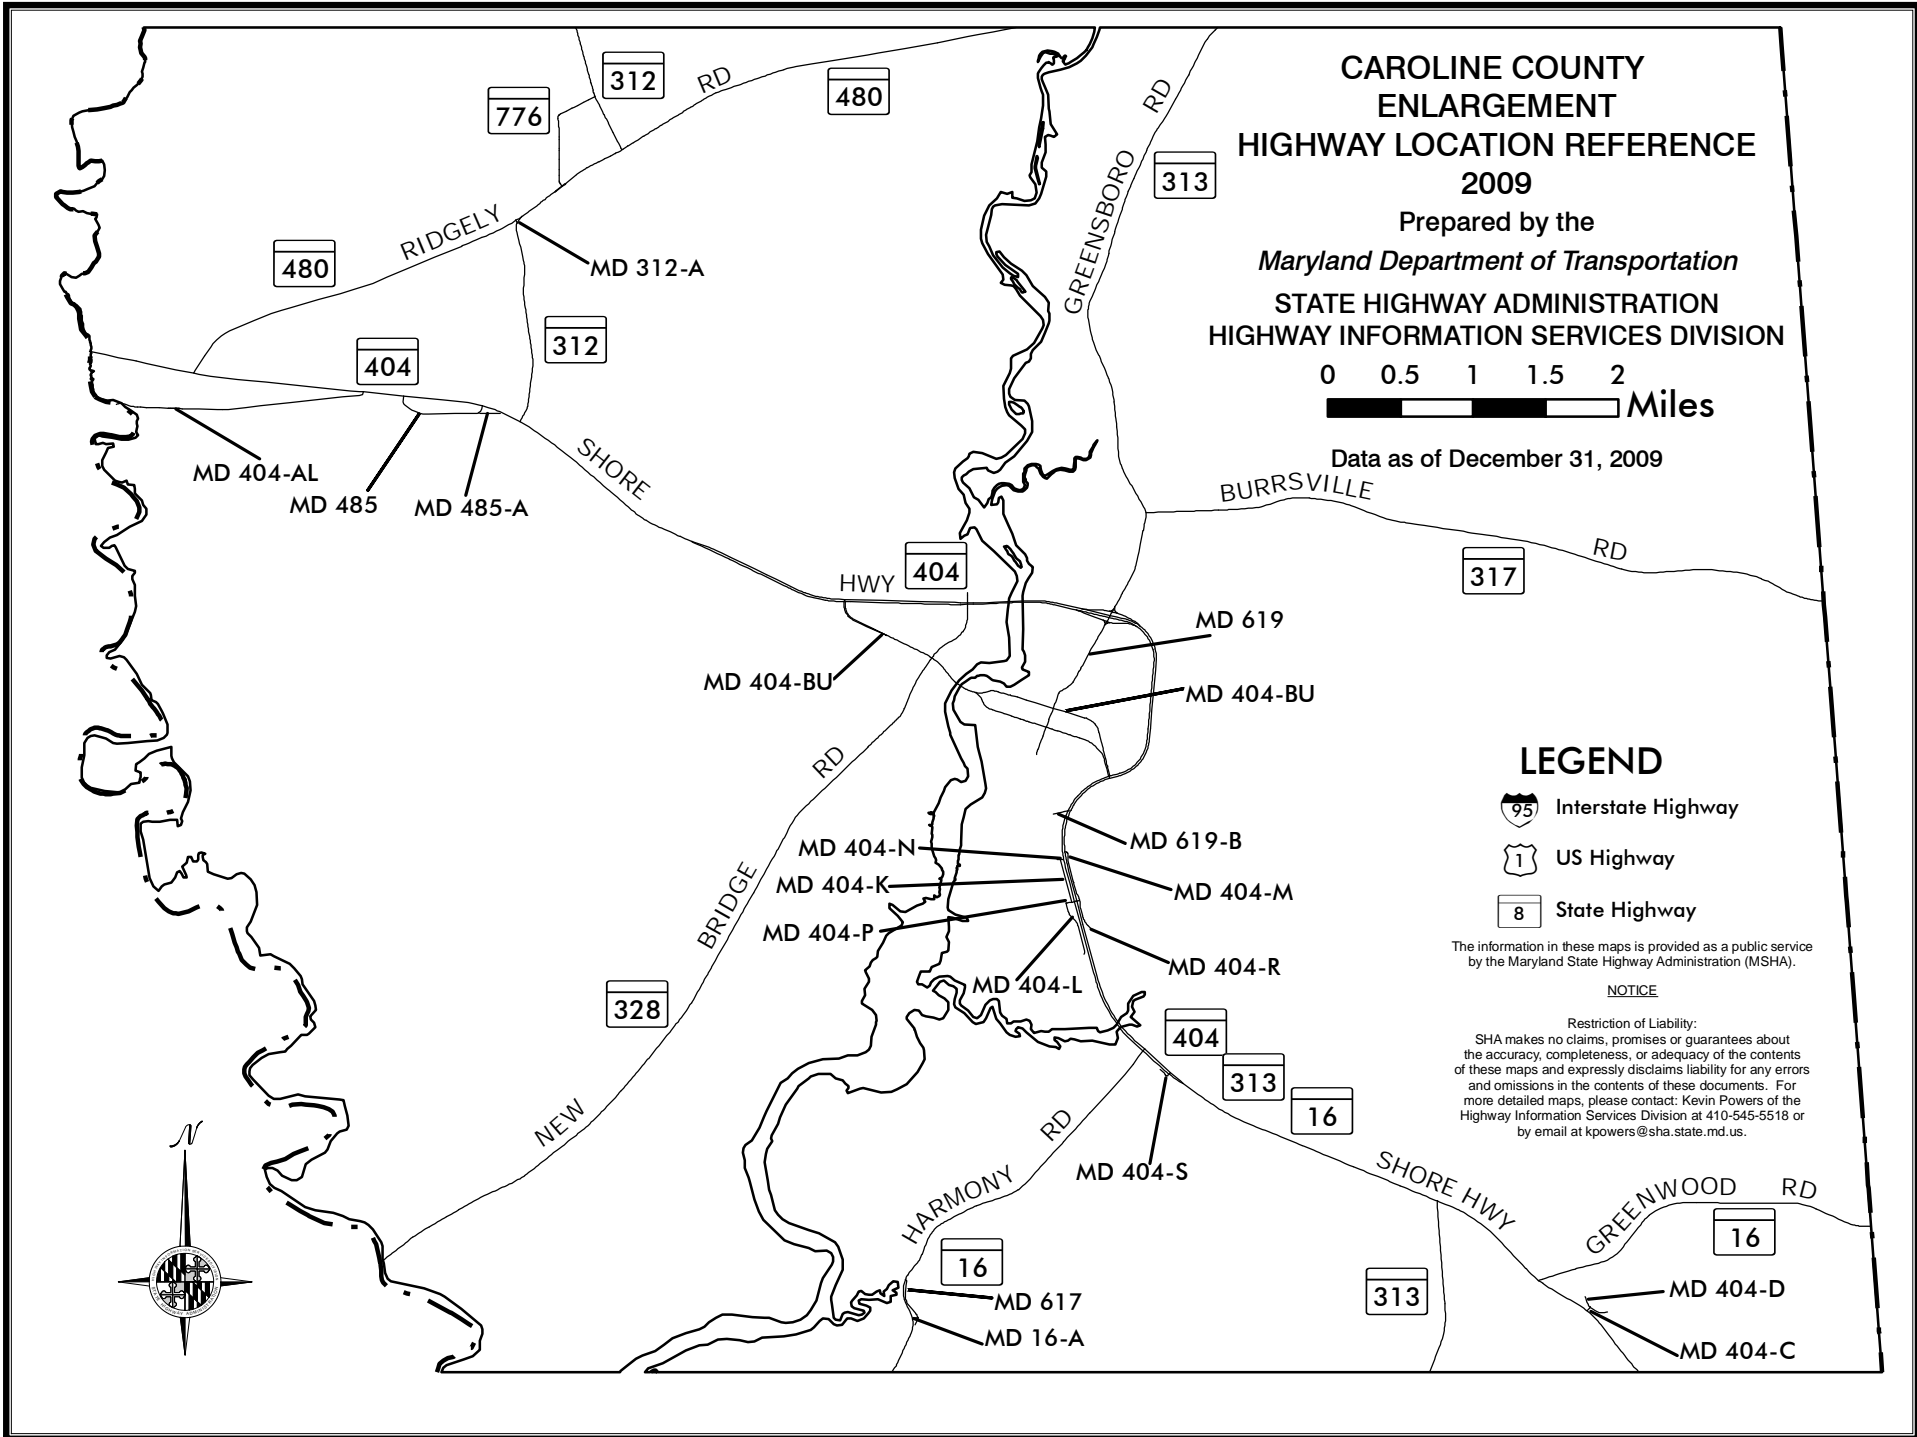 CAROLINE COUNTY
ENLARGEMENT
HIGHWAY LOCATION REFERENCE
2009
Prepared by the
Maryland Department of Transportation
STATE HIGHWAY ADMINISTRATION
HIGHWAY INFORMATION SERVICES DIVISION
0 0.5 1 1.5 2
Miles
Data as of December 31, 2009
312
776
RD
480
RD
313
GREENSBORO
RIDGELY
480
MD 312-A
312
404
MD 404-AL
MD 485
MD 485-A
SHORE
BURRSVILLE
RD
317
HWY
404
MD 619
MD 404-BU
MD 404-BU
RD
MD 619-B
MD 404-N
MD 404-K
MD 404-M
MD 404-P
BRIDGE
MD 404-R
MD 404-L
328
404
313
16
NEW
RD
MD 404-S
HARMONY
SHORE HWY
GREENWOOD RD
16
16
313
MD 617
MD 16-A
MD 404-D
MD 404-C
N
LEGEND
95 Interstate Highway
1 US Highway
8 State Highway
The information in these maps is provided as a public service
by the Maryland State Highway Administration (MSHA).
NOTICE
Restriction of Liability:
SHA makes no claims, promises or guarantees about
the accuracy, completeness, or adequacy of the contents
of these maps and expressly disclaims liability for any errors
and omissions in the contents of these documents. For
more detailed maps, please contact: Kevin Powers of the
Highway Information Services Division at 410-545-5518 or
by email at kpowers@sha.state.md.us.